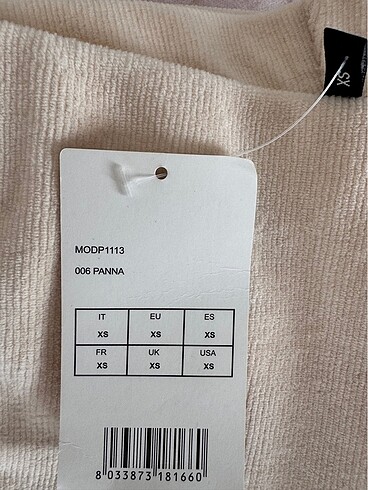 XS
MODP1113
006 PANNA
IT EU ES
XS XS XS
FR UK USA
XS XS XS
8 033873 181660